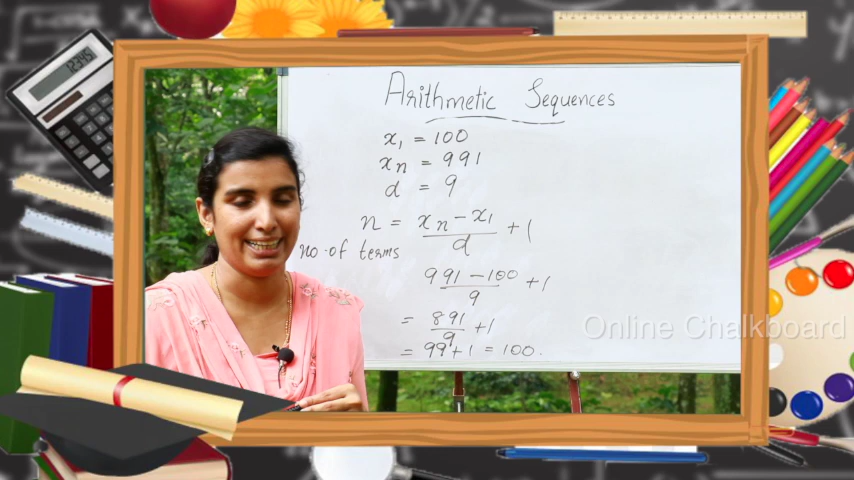 12345
Arithmetic Sequences
x₁ = 100
xₙ = 991
d = 9
n = xₙ - x₁ / d + 1
no. of terms
991 - 100 / 9 + 1
= 891 / 9 + 1
= 99 + 1 = 100.
Online Chalkboard